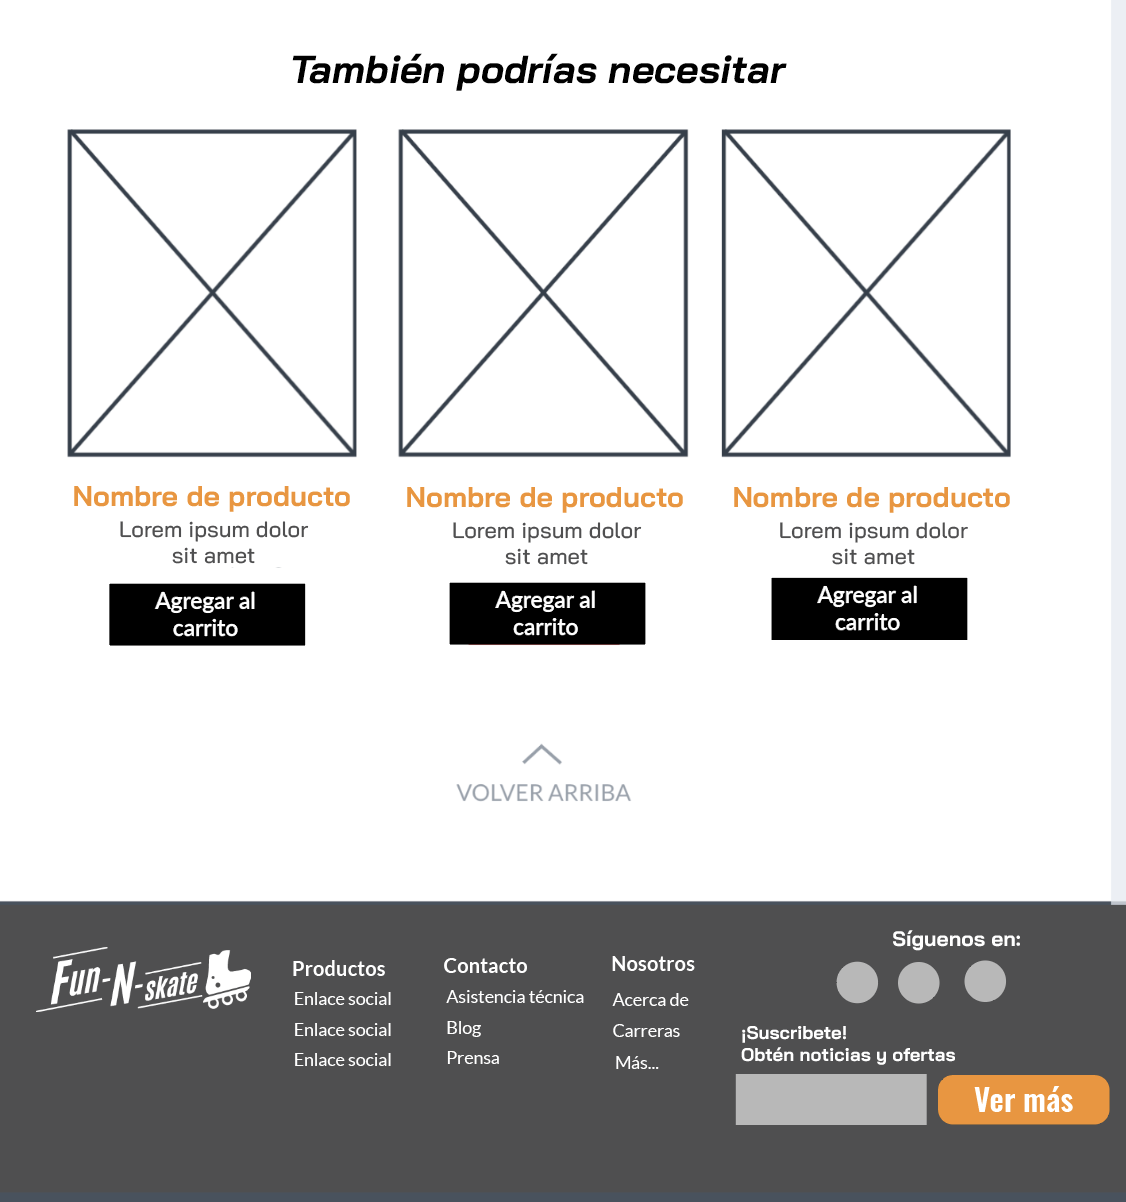 También podrías necesitar
Nombre de producto
Lorem ipsum dolor
sit amet
Agregar al
carrito
Nombre de producto
Lorem ipsum dolor
sit amet
Agregar al
carrito
Nombre de producto
Lorem ipsum dolor
sit amet
Agregar al
carrito
VOLVER ARRIBA
Fun-N-skate
Productos
Enlace social
Enlace social
Enlace social
Contacto
Asistencia técnica
Blog
Prensa
Nosotros
Acerca de
Carreras
Más...
Síguenos en:
¡Suscribete!
Obtén noticias y ofertas
Ver más